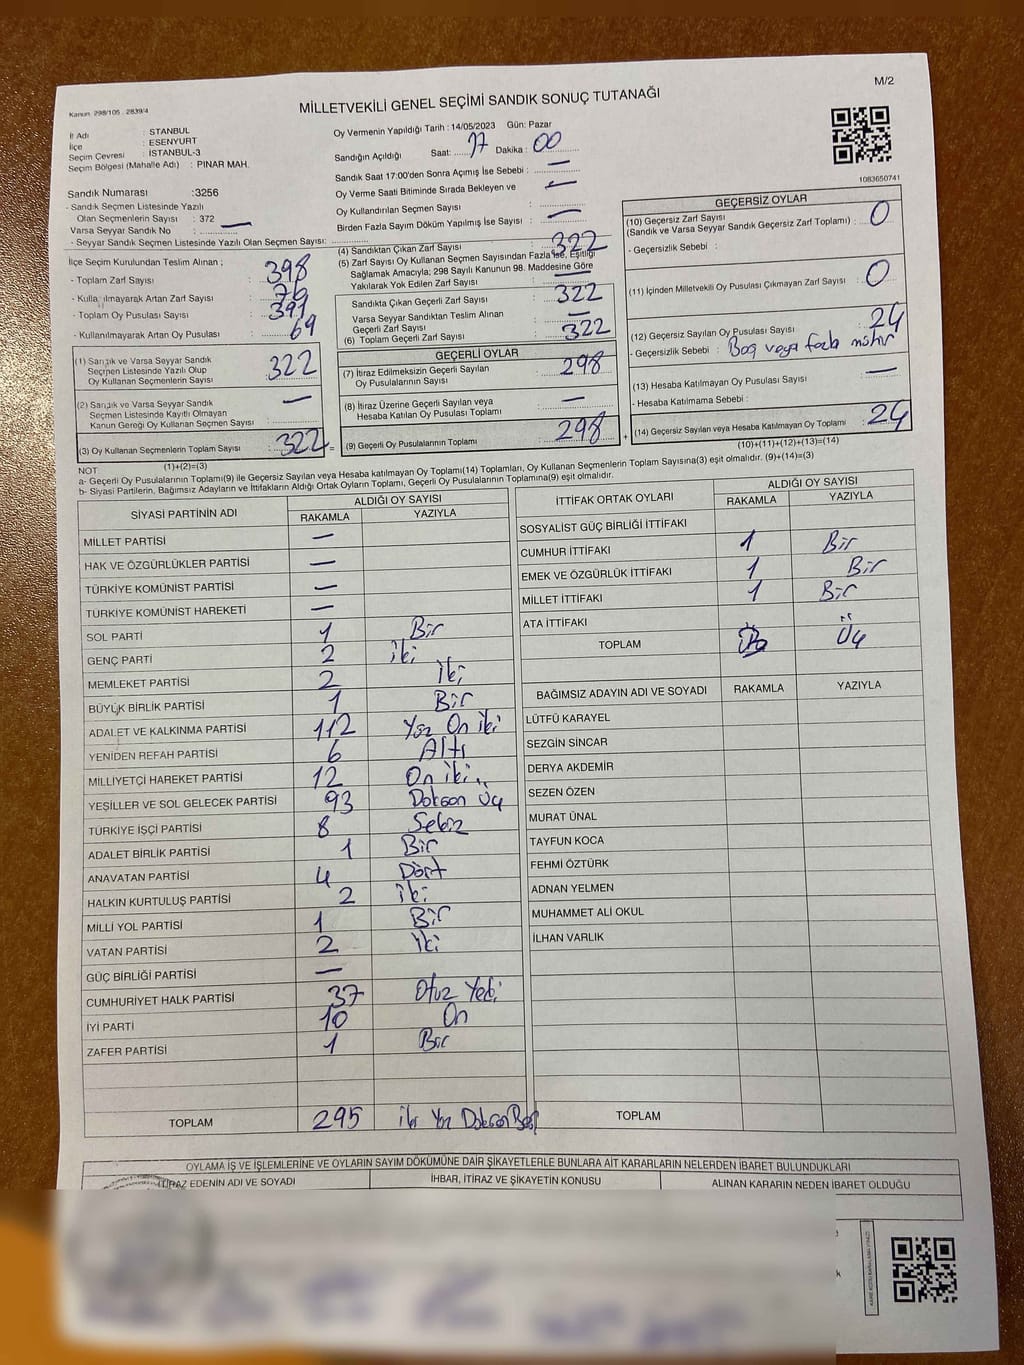 M/2
Kanun: 298/105 . 2839/4
MİLLETVEKİLİ GENEL SEÇİMİ SANDIK SONUÇ TUTANAĞI
İl Adı : STANBUL
İlçe : ESENYURT
Seçim Çevresi : İSTANBUL-3
Seçim Bölgesi (Mahalle Adı) : PINAR MAH.
Sandık Numarası :3256
- Sandık Seçmen Listesinde Yazılı
Olan Seçmenlerin Sayısı : 372
Varsa Seyyar Sandık No : —
- Seyyar Sandık Seçmen Listesinde Yazılı Olan Seçmen Sayısı:
Oy Vermenin Yapıldığı Tarih : 14/05/2023 Gün: Pazar
Sandığın Açıldığı Saat: 17 Dakika : 00
Sandık Saat 17:00'den Sonra Açımış İse Sebebi : —
Oy Verme Saati Bitiminde Sırada Bekleyen ve
Oy Kullandırılan Seçmen Sayısı : —
Birden Fazla Sayım Döküm Yapılmış İse Sayısı : —
1083650741
İlçe Seçim Kurulundan Teslim Alınan ;
- Toplam Zarf Sayısı : 398
- Kullanılmayarak Artan Zarf Sayısı : 76
- Toplam Oy Pusulası Sayısı : 391
- Kullanılmayarak Artan Oy Pusulası : 69
(1) Sandık ve Varsa Seyyar Sandık
Seçmen Listesinde Yazılı Olup
Oy Kullanan Seçmenlerin Sayısı : 322
(2) Sandık ve Varsa Seyyar Sandık
Seçmen Listesinde Kayıtlı Olmayan
Kanun Gereği Oy Kullanan Seçmen Sayısı : —
(3) Oy Kullanan Seçmenlerin Toplam Sayısı : 322
(1)+(2)=(3)
(4) Sandıktan Çıkan Zarf Sayısı : 322
(5) Zarf Sayısı Oy Kullanan Seçmen Sayısından Fazla İse, Eşitliği
Sağlamak Amacıyla; 298 Sayılı Kanunun 98. Maddesine Göre
Yakılarak Yok Edilen Zarf Sayısı : —
Sandıkta Çıkan Geçerli Zarf Sayısı : 322
Varsa Seyyar Sandıktan Teslim Alınan
Geçerli Zarf Sayısı : —
(6) Toplam Geçerli Zarf Sayısı : 322
GEÇERLİ OYLAR
(7) İtiraz Edilmeksizin Geçerli Sayılan
Oy Pusulalarının Sayısı : 298
(8) İtiraz Üzerine Geçerli Sayılan veya
Hesaba Katılan Oy Pusulası Toplamı : —
(9) Geçerli Oy Pusulalarının Toplamı : 298
GEÇERSİZ OYLAR
(10) Geçersiz Zarf Sayısı
(Sandık ve Varsa Seyyar Sandık Geçersiz Zarf Toplamı) : 0
- Geçersizlik Sebebi :
(11) İçinden Milletvekili Oy Pusulası Çıkmayan Zarf Sayısı : 0
(12) Geçersiz Sayılan Oy Pusulası Sayısı : 24
- Geçersizlik Sebebi : Boş veya fazla mühür
(13) Hesaba Katılmayan Oy Pusulası Sayısı : —
- Hesaba Katılmama Sebebi :
(14) Geçersiz Sayılan veya Hesaba Katılmayan Oy Toplamı : 24
(10)+(11)+(12)+(13)=(14)
NOT
a- Geçerli Oy Pusulalarının Toplamı(9) ile Geçersiz Sayılan veya Hesaba katılmayan Oy Toplamı(14) Toplamları, Oy Kullanan Seçmenlerin Toplam Sayısına(3) eşit olmalıdır. (9)+(14)=(3)
b- Siyasi Partilerin, Bağımsız Adayların ve İttifakların Aldığı Ortak Oyların Toplamı, Geçerli Oy Pusulalarının Toplamına(9) eşit olmalıdır.
SİYASİ PARTİNİN ADI ALDIĞI OY SAYISI
RAKAMLA YAZIYLA
MİLLET PARTİSİ —
HAK VE ÖZGÜRLÜKLER PARTİSİ —
TÜRKİYE KOMÜNİST PARTİSİ —
TÜRKİYE KOMÜNİST HAREKETİ —
SOL PARTİ 1 Bir
GENÇ PARTİ 2 iki
MEMLEKET PARTİSİ 2 İki
BÜYÜK BİRLİK PARTİSİ 1 Bir
ADALET VE KALKINMA PARTİSİ 112 Yüz On iki
YENİDEN REFAH PARTİSİ 6 Altı
MİLLİYETÇİ HAREKET PARTİSİ 12 On iki
YEŞİLLER VE SOL GELECEK PARTİSİ 93 Doksan Üç
TÜRKİYE İŞÇİ PARTİSİ 8 Sekiz
ADALET BİRLİK PARTİSİ 1 Bir
ANAVATAN PARTİSİ 4 Dört
HALKIN KURTULUŞ PARTİSİ 2 iki
MİLLİ YOL PARTİSİ 1 Bir
VATAN PARTİSİ 2 iki
GÜÇ BİRLİĞİ PARTİSİ —
CUMHURİYET HALK PARTİSİ 37 Otuz Yedi
İYİ PARTİ 10 On
ZAFER PARTİSİ 1 Bir
TOPLAM 295 iki Yüz Doksan Beş
İTTİFAK ORTAK OYLARI ALDIĞI OY SAYISI
RAKAMLA YAZIYLA
SOSYALİST GÜÇ BİRLİĞİ İTTİFAKI
CUMHUR İTTİFAKI 1 Bir
EMEK VE ÖZGÜRLÜK İTTİFAKI 1 Bir
MİLLET İTTİFAKI 1 Bir
ATA İTTİFAKI
TOPLAM Üç
BAĞIMSIZ ADAYIN ADI VE SOYADI RAKAMLA YAZIYLA
LÜTFÜ KARAYEL
SEZGİN SİNCAR
DERYA AKDEMİR
SEZEN ÖZEN
MURAT ÜNAL
TAYFUN KOCA
FEHMİ ÖZTÜRK
ADNAN YELMEN
MUHAMMET ALİ OKUL
İLHAN VARLIK
TOPLAM
OYLAMA İŞ VE İŞLEMLERİNE VE OYLARIN SAYIM DÖKÜMÜNE DAİR ŞİKAYETLERLE BUNLARA AİT KARARLARIN NELERDEN İBARET BULUNDUKLARI
İTİRAZ EDENİN ADI VE SOYADI İHBAR, İTİRAZ VE ŞİKAYETİN KONUSU ALINAN KARARIN NEDEN İBARET OLDUĞU